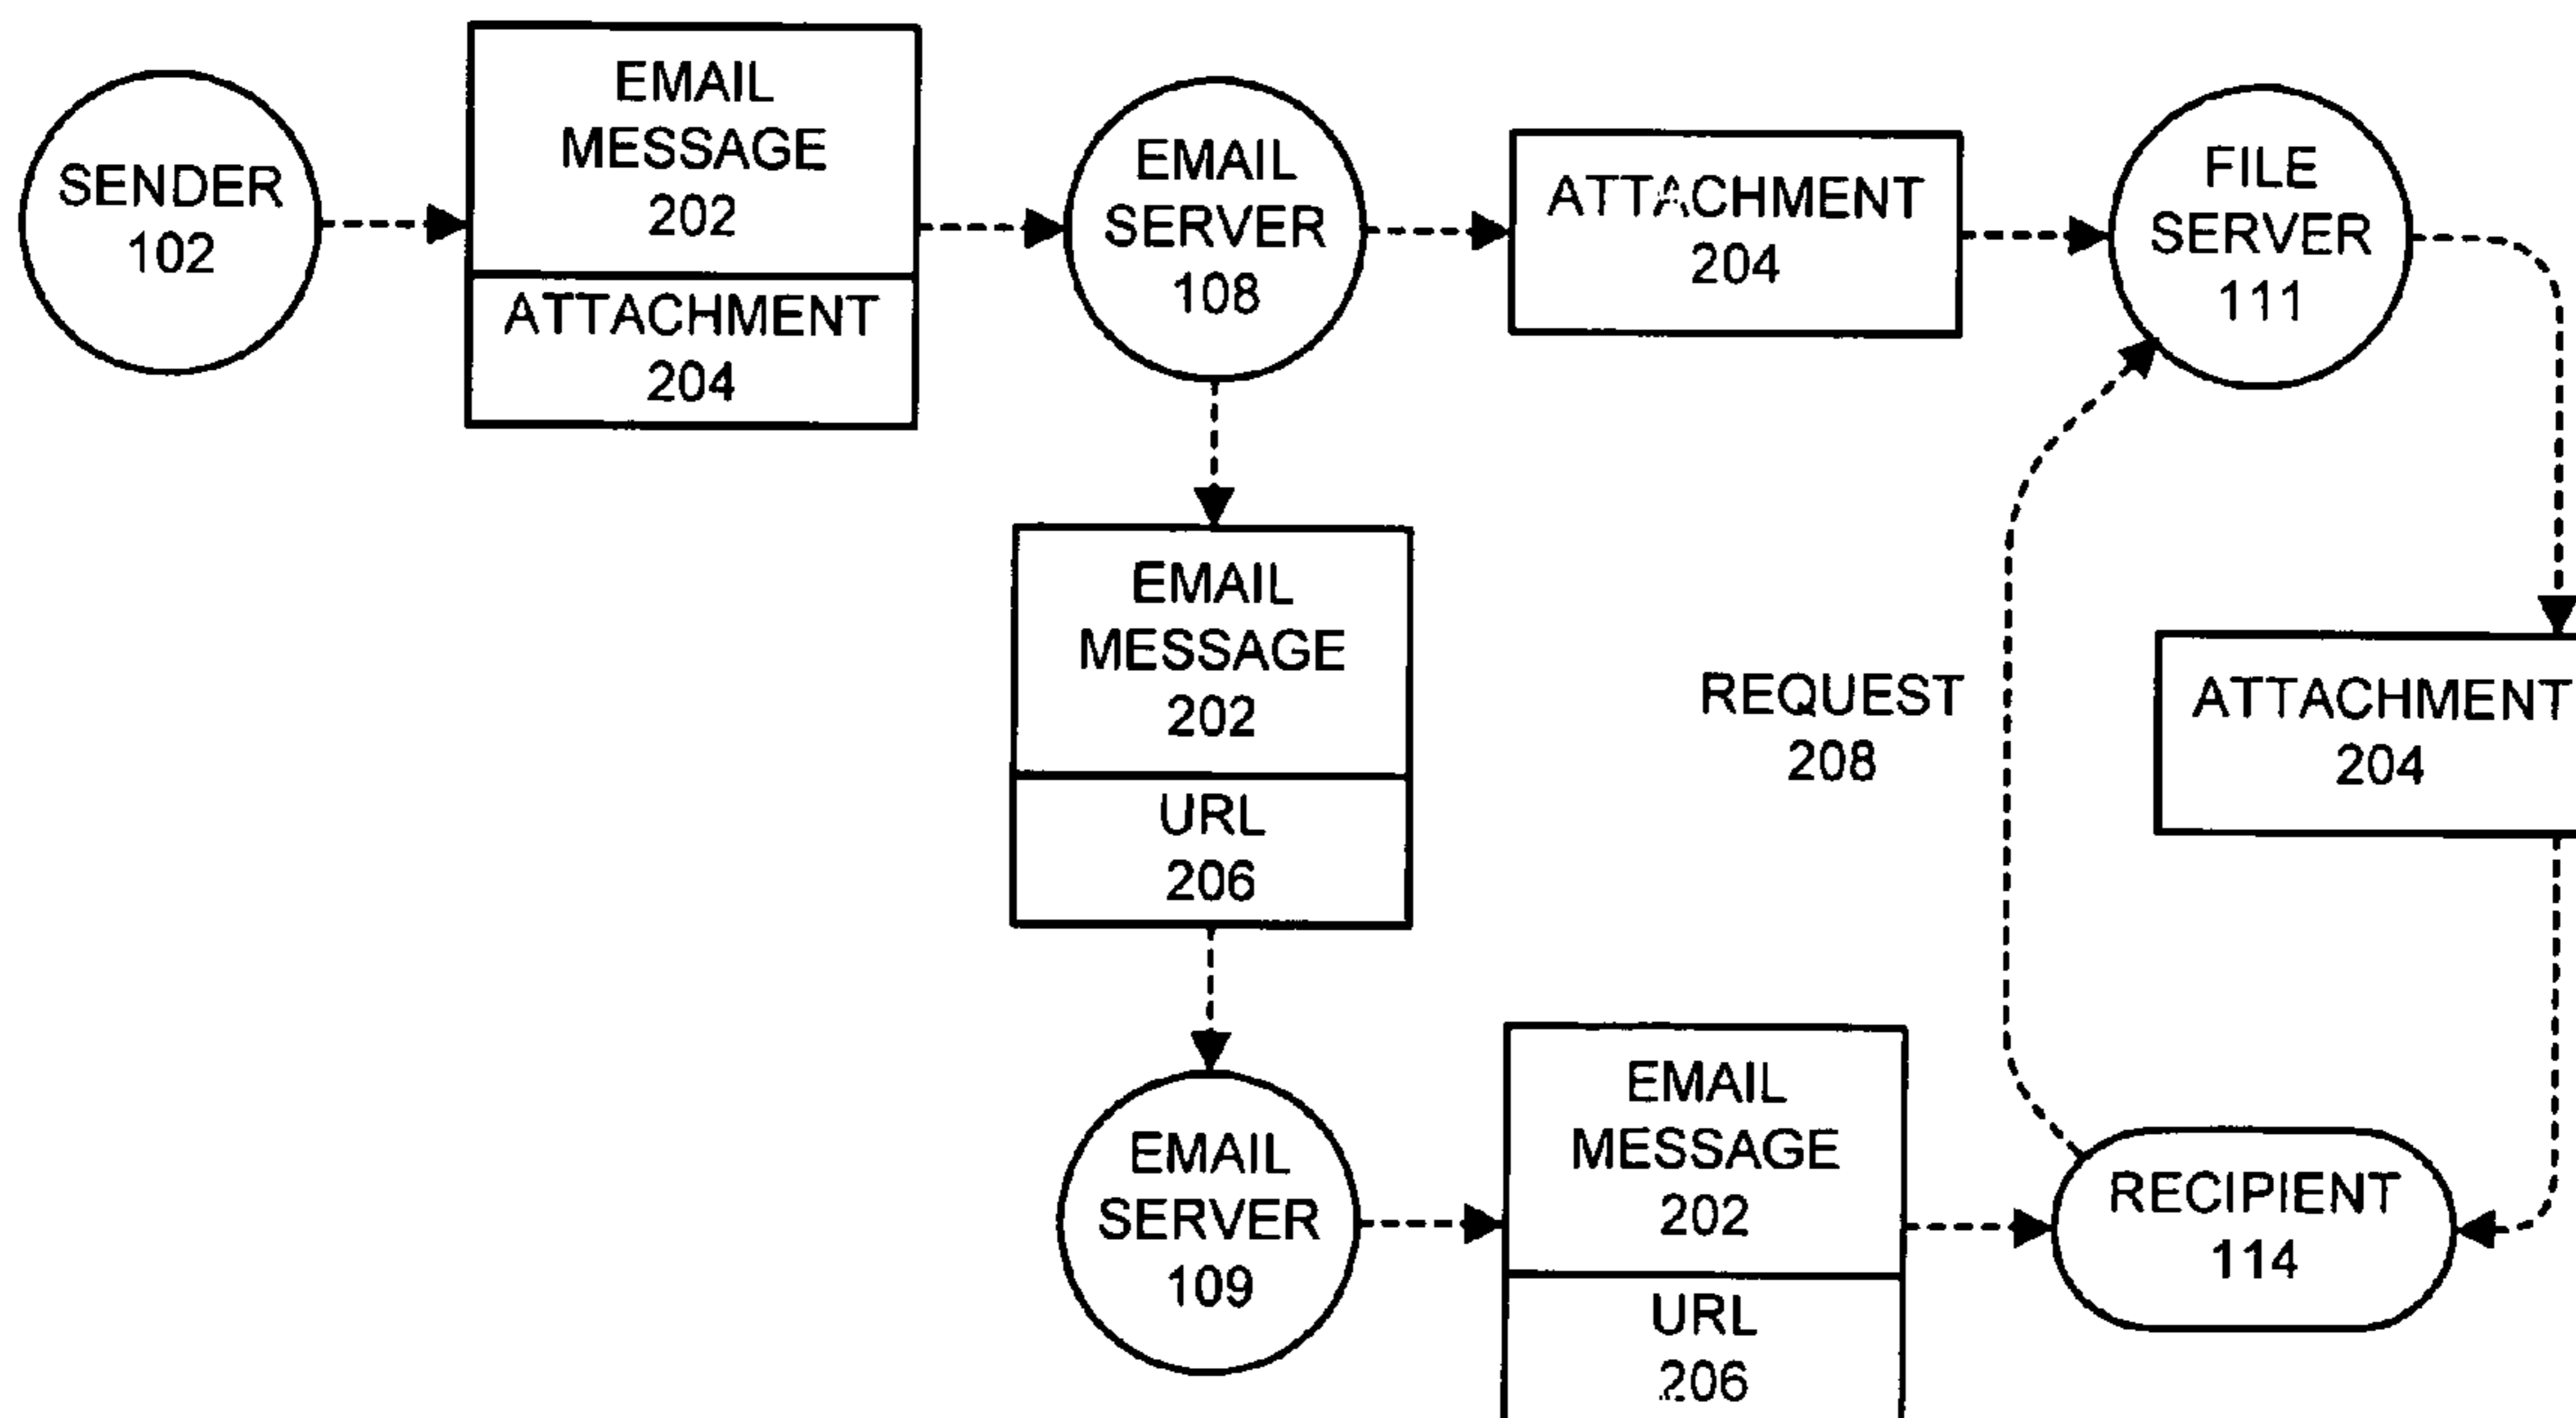 SENDER
102
EMAIL
MESSAGE
202
ATTACHMENT
204
EMAIL
SERVER
108
ATTACHMENT
204
FILE
SERVER
111
EMAIL
MESSAGE
202
URL
206
REQUEST
208
ATTACHMENT
204
EMAIL
SERVER
109
EMAIL
MESSAGE
202
URL
206
RECIPIENT
114